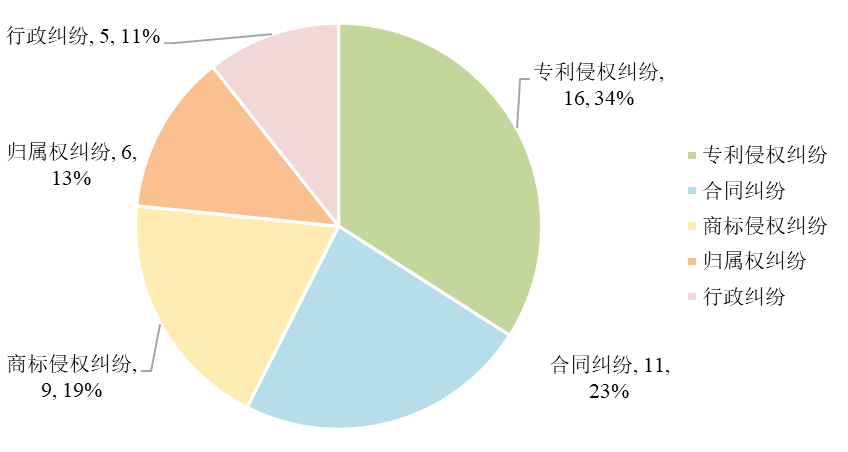 行政纠纷, 5, 11%
专利侵权纠纷,
16, 34%
归属权纠纷, 6,
13%
商标侵权纠纷,
9, 19%
合同纠纷, 11,
23%
专利侵权纠纷
合同纠纷
商标侵权纠纷
归属权纠纷
行政纠纷